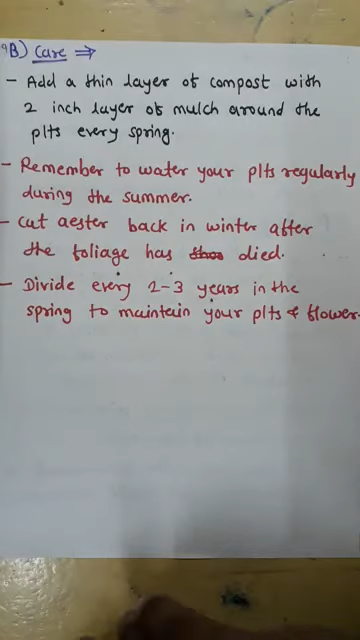 9B) Care ⇒
- Add a thin layer of compost with
2 inch layer of mulch around the
plts every spring.
- Remember to water your plts regularly
during the summer.
- cut aester back in winter after
the foliage has died.
- Divide every 2-3 years in the
spring to maintain your plts & flower.